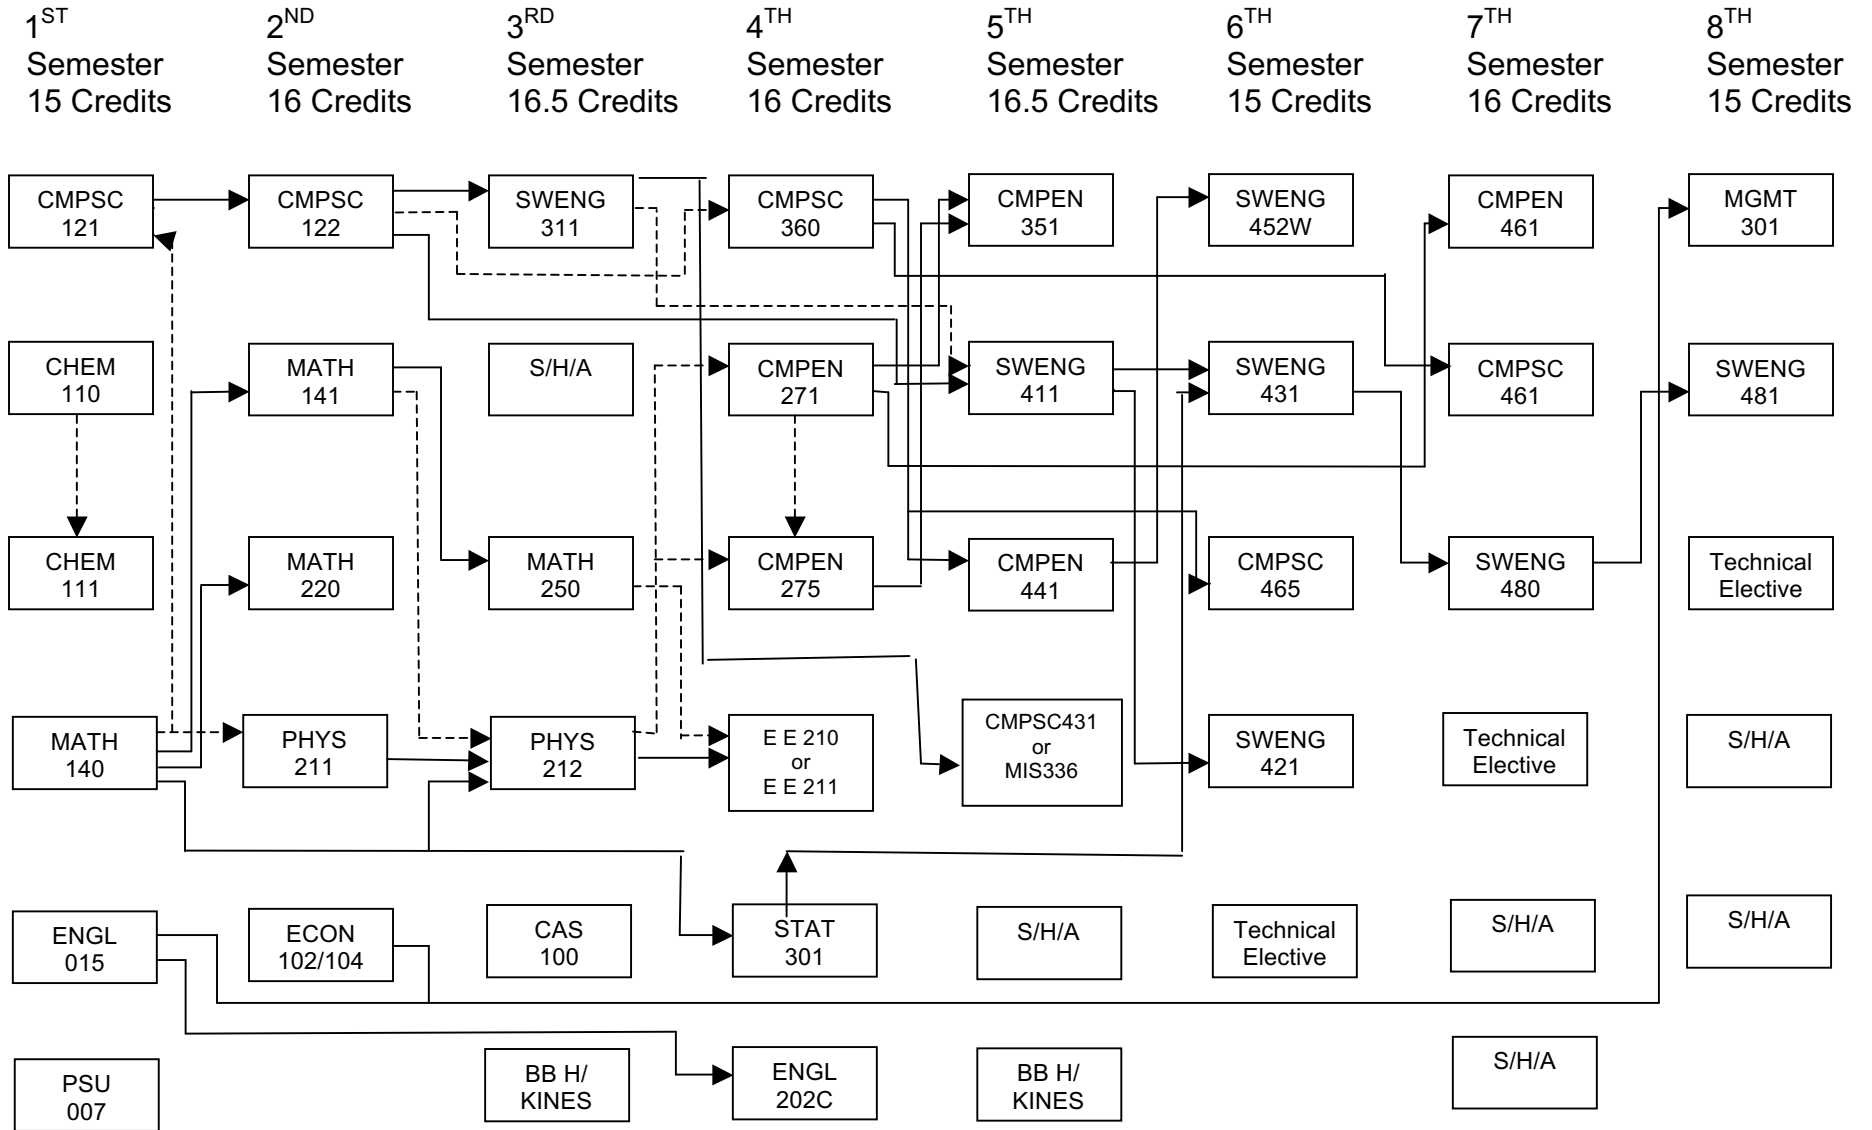 1ST
Semester
15 Credits
2ND
Semester
16 Credits
3RD
Semester
16.5 Credits
4TH
Semester
16 Credits
5TH
Semester
16.5 Credits
6TH
Semester
15 Credits
7TH
Semester
16 Credits
8TH
Semester
15 Credits
CMPSC
121
CMPSC
122
SWENG
311
CMPSC
360
CMPEN
351
SWENG
452W
CMPEN
461
MGMT
301
CHEM
110
MATH
141
S/H/A
CMPEN
271
SWENG
411
SWENG
431
CMPSC
461
SWENG
481
CHEM
111
MATH
220
MATH
250
CMPEN
275
CMPEN
441
CMPSC
465
SWENG
480
Technical
Elective
MATH
140
PHYS
211
PHYS
212
E E 210
or
E E 211
CMPSC431
or
MIS336
SWENG
421
Technical
Elective
S/H/A
ENGL
015
ECON
102/104
CAS
100
STAT
301
S/H/A
Technical
Elective
S/H/A
S/H/A
PSU
007
BB H/
KINES
ENGL
202C
BB H/
KINES
S/H/A